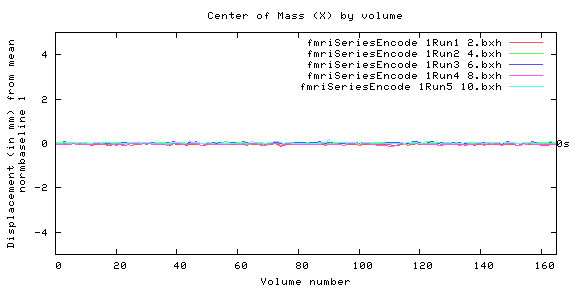 Center of Mass (X) by volume
Displacement (in mm) from mean
normbaseline 1
fmriSeriesEncode 1Run1 2.bxh
fmriSeriesEncode 1Run2 4.bxh
fmriSeriesEncode 1Run3 6.bxh
fmriSeriesEncode 1Run4 8.bxh
fmriSeriesEncode 1Run5 10.bxh
4
2
0
-2
-4
0s
0 20 40 60 80 100 120 140 160
Volume number